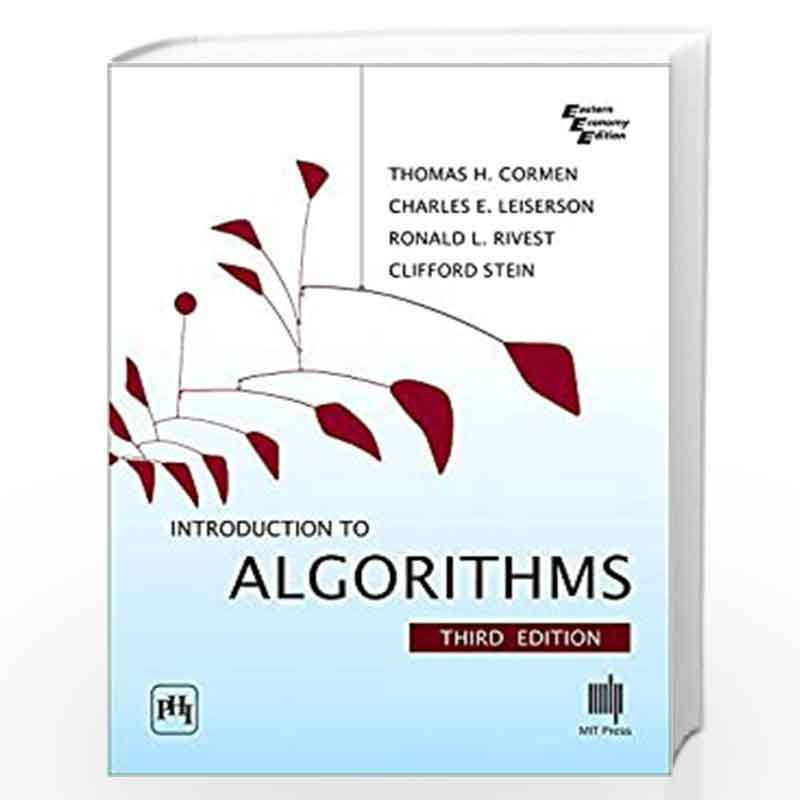 Eastern
Economy
Edition
THOMAS H. CORMEN
CHARLES E. LEISERSON
RONALD L. RIVEST
CLIFFORD STEIN
INTRODUCTION TO
ALGORITHMS
THIRD EDITION
PHI
MIT Press